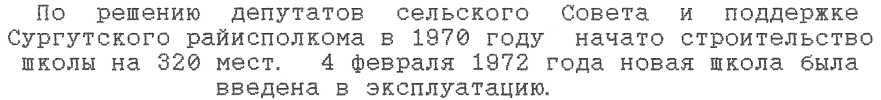 По решению депутатов сельского Совета и поддержке
Сургутского райисполкома в 1970 году начато строительство
школы на 320 мест. 4 февраля 1972 года новая школа была
введена в эксплуатацию.